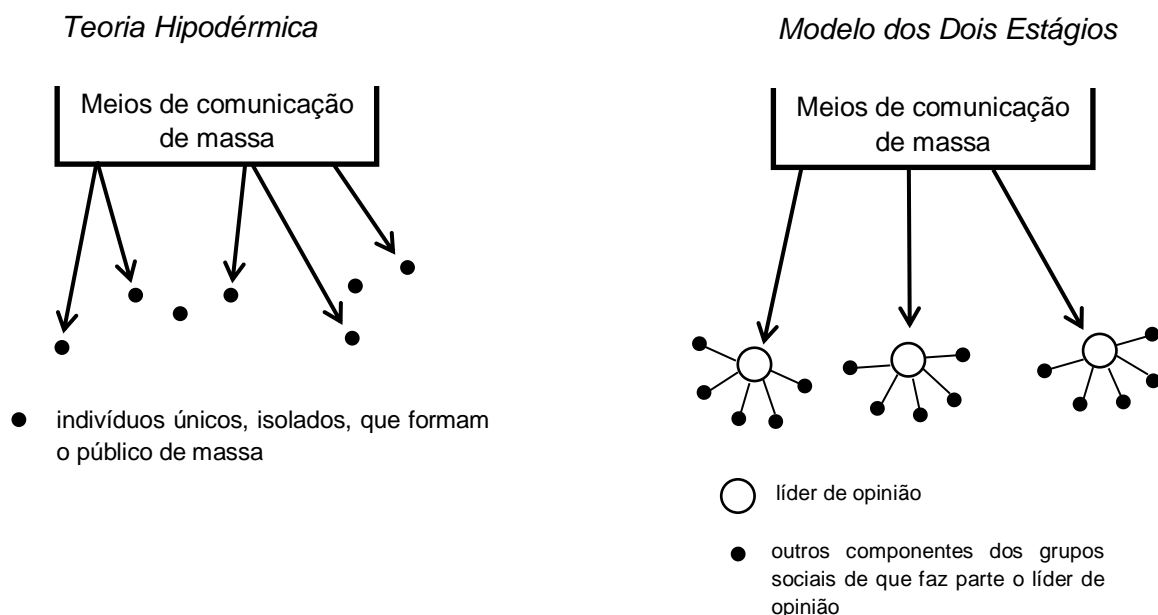 Teoria Hipodérmica
Meios de comunicação
de massa
indivíduos únicos, isolados, que formam
o público de massa
Modelo dos Dois Estágios
Meios de comunicação
de massa
líder de opinião
outros componentes dos grupos
sociais de que faz parte o líder de
opinião